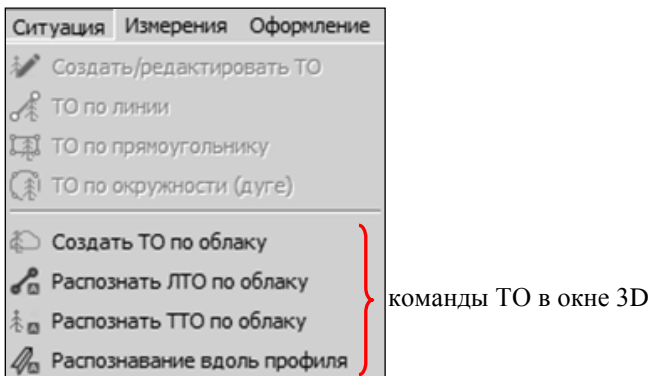 Ситуация Измерения Оформление
Создать/редактировать ТО
ТО по линии
ТО по прямоугольнику
ТО по окружности (дуге)
Создать ТО по облаку
Распознать ЛТО по облаку
Распознать ТТО по облаку
Распознавание вдоль профиля
команды ТО в окне 3D